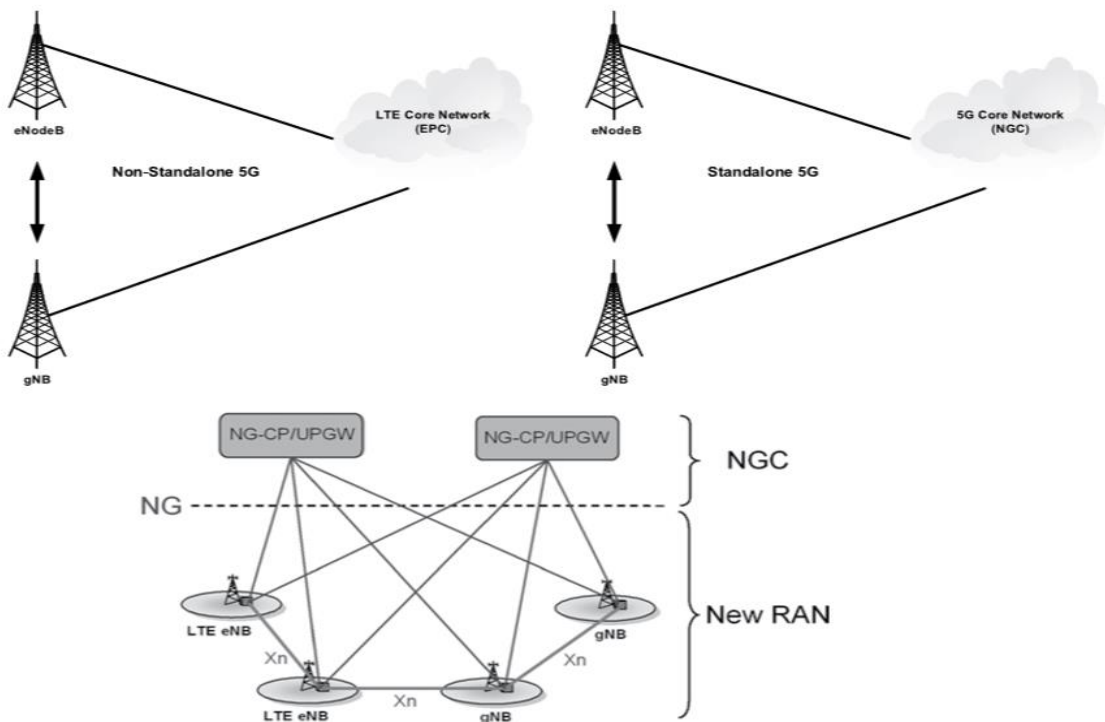 LTE Core Network
(EPC)
eNodeB
Non-Standalone 5G
gNB
5G Core Network
(NGC)
eNodeB
Standalone 5G
gNB
NG-CP/UPGW
NG-CP/UPGW
NGC
NG
LTE eNB
gNB
New RAN
Xn
Xn
LTE eNB
Xn
gNB